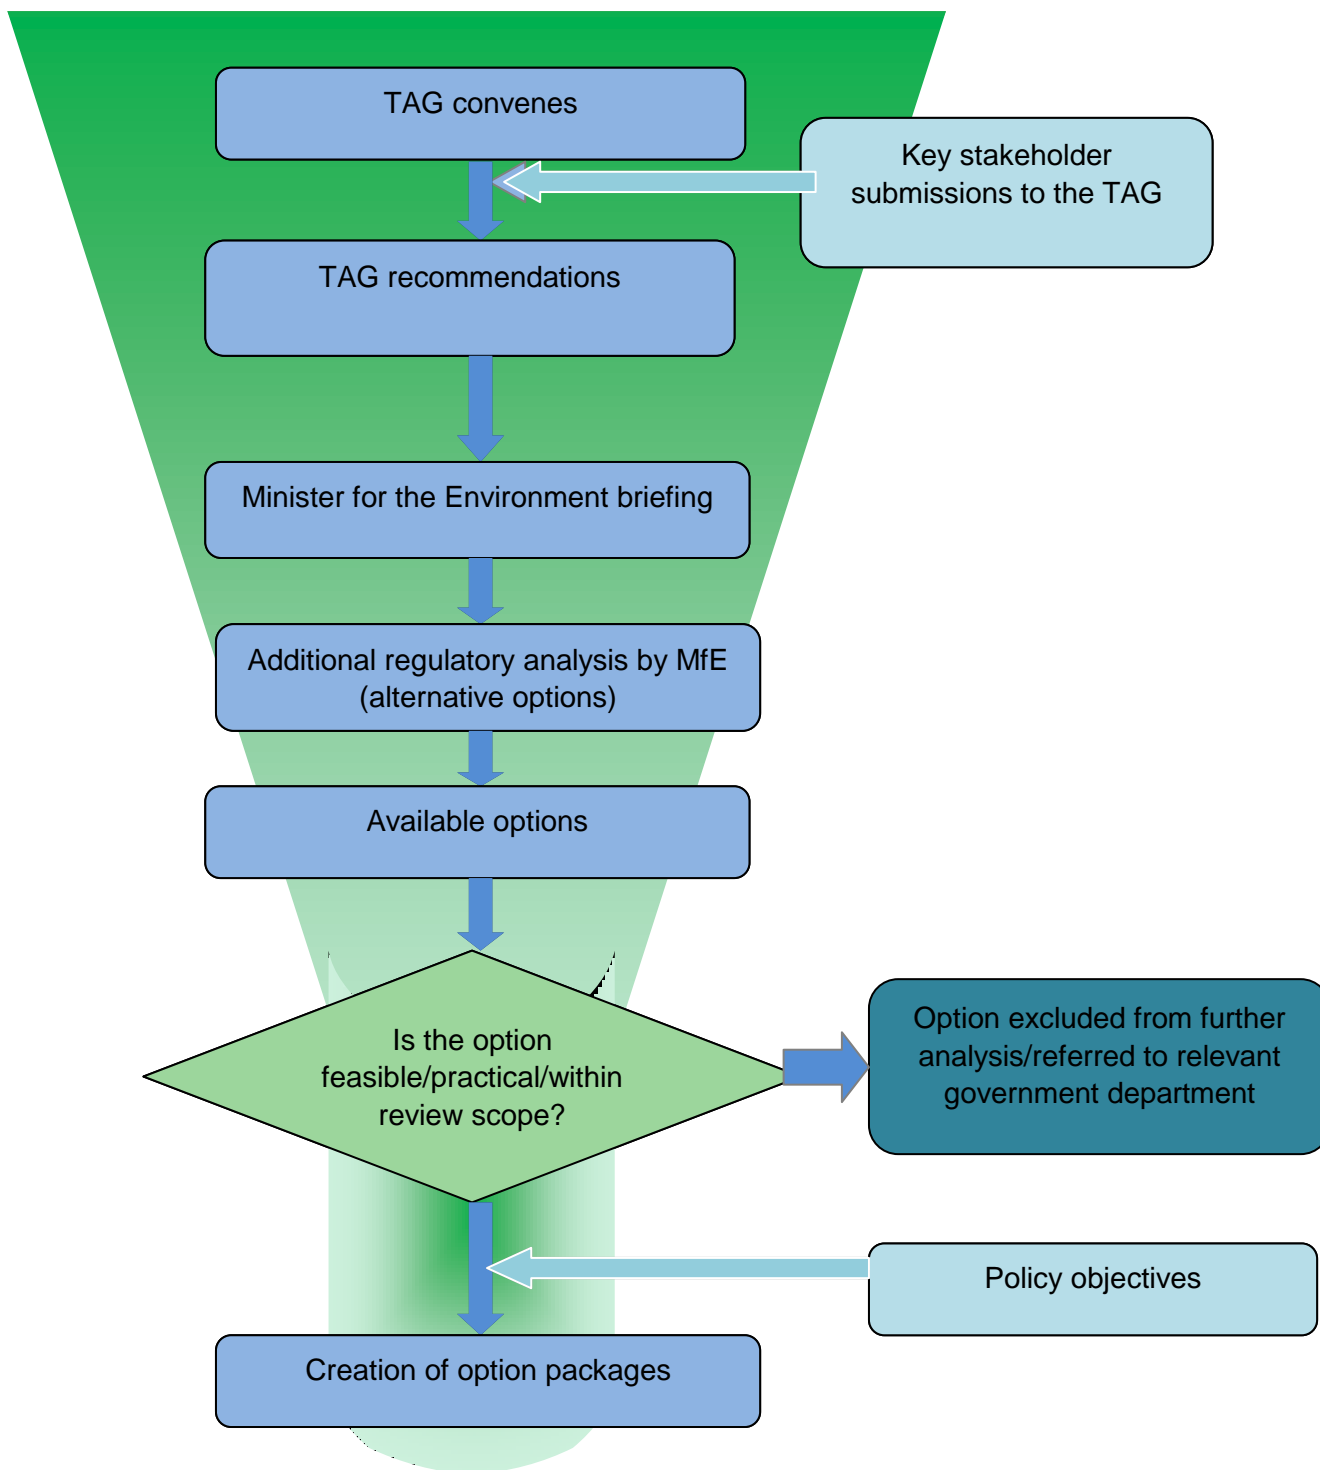 TAG convenes
Key stakeholder
submissions to the TAG
TAG recommendations
Minister for the Environment briefing
Additional regulatory analysis by MfE
(alternative options)
Available options
Is the option
feasible/practical/within
review scope?
Option excluded from further
analysis/referred to relevant
government department
Policy objectives
Creation of option packages